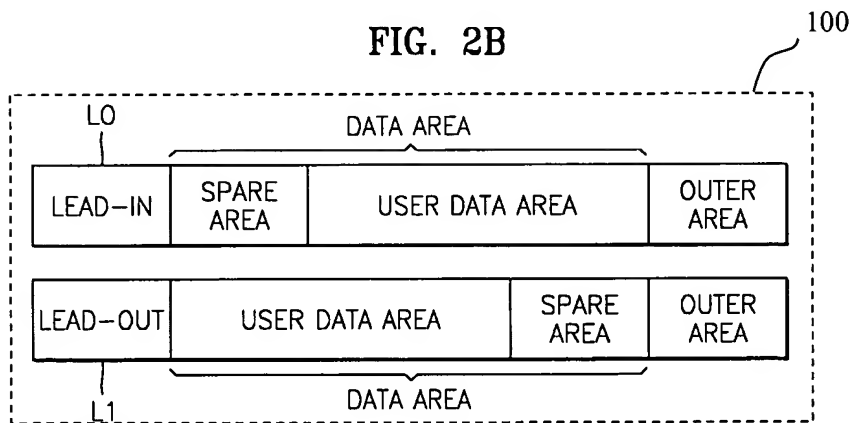 FIG. 2B
100
L0
DATA AREA
LEAD-IN
SPARE
AREA
USER DATA AREA
OUTER
AREA
LEAD-OUT
USER DATA AREA
SPARE
AREA
OUTER
AREA
L1
DATA AREA